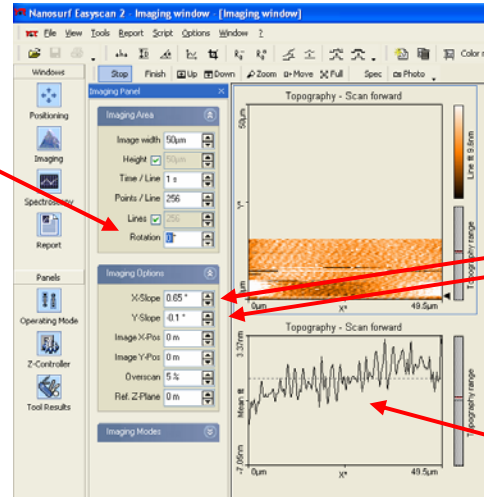 Nanosurf Easyscan 2 - Imaging window - [Imaging window]
File View Tools Report Script Options Window ?
Windows
Stop Finish Up Down Zoom Move Full Spec Photo
Color
Positioning
Imaging
Spectroscopy
Report
Panels
Operating Mode
Z-Controller
Tool Results
Imaging Panel
Imaging Area
Image width 50µm
Height 50µm
Time / Line 1 s
Points / Line 256
Lines 256
Rotation 0°
Imaging Options
X-Slope 0.65 °
Y-Slope -0.1 °
Image X-Pos 0 m
Image Y-Pos 0 m
Overscan 5 %
Ref. Z-Plane 0 m
Imaging Modes
Topography - Scan forward
50µm
Y*
0µm X* 49.5µm
Line fit 9.8nm
Topography range
Topography - Scan forward
3.37nm
Mean fit
-7.06nm
0µm X* 49.5µm
Topography range